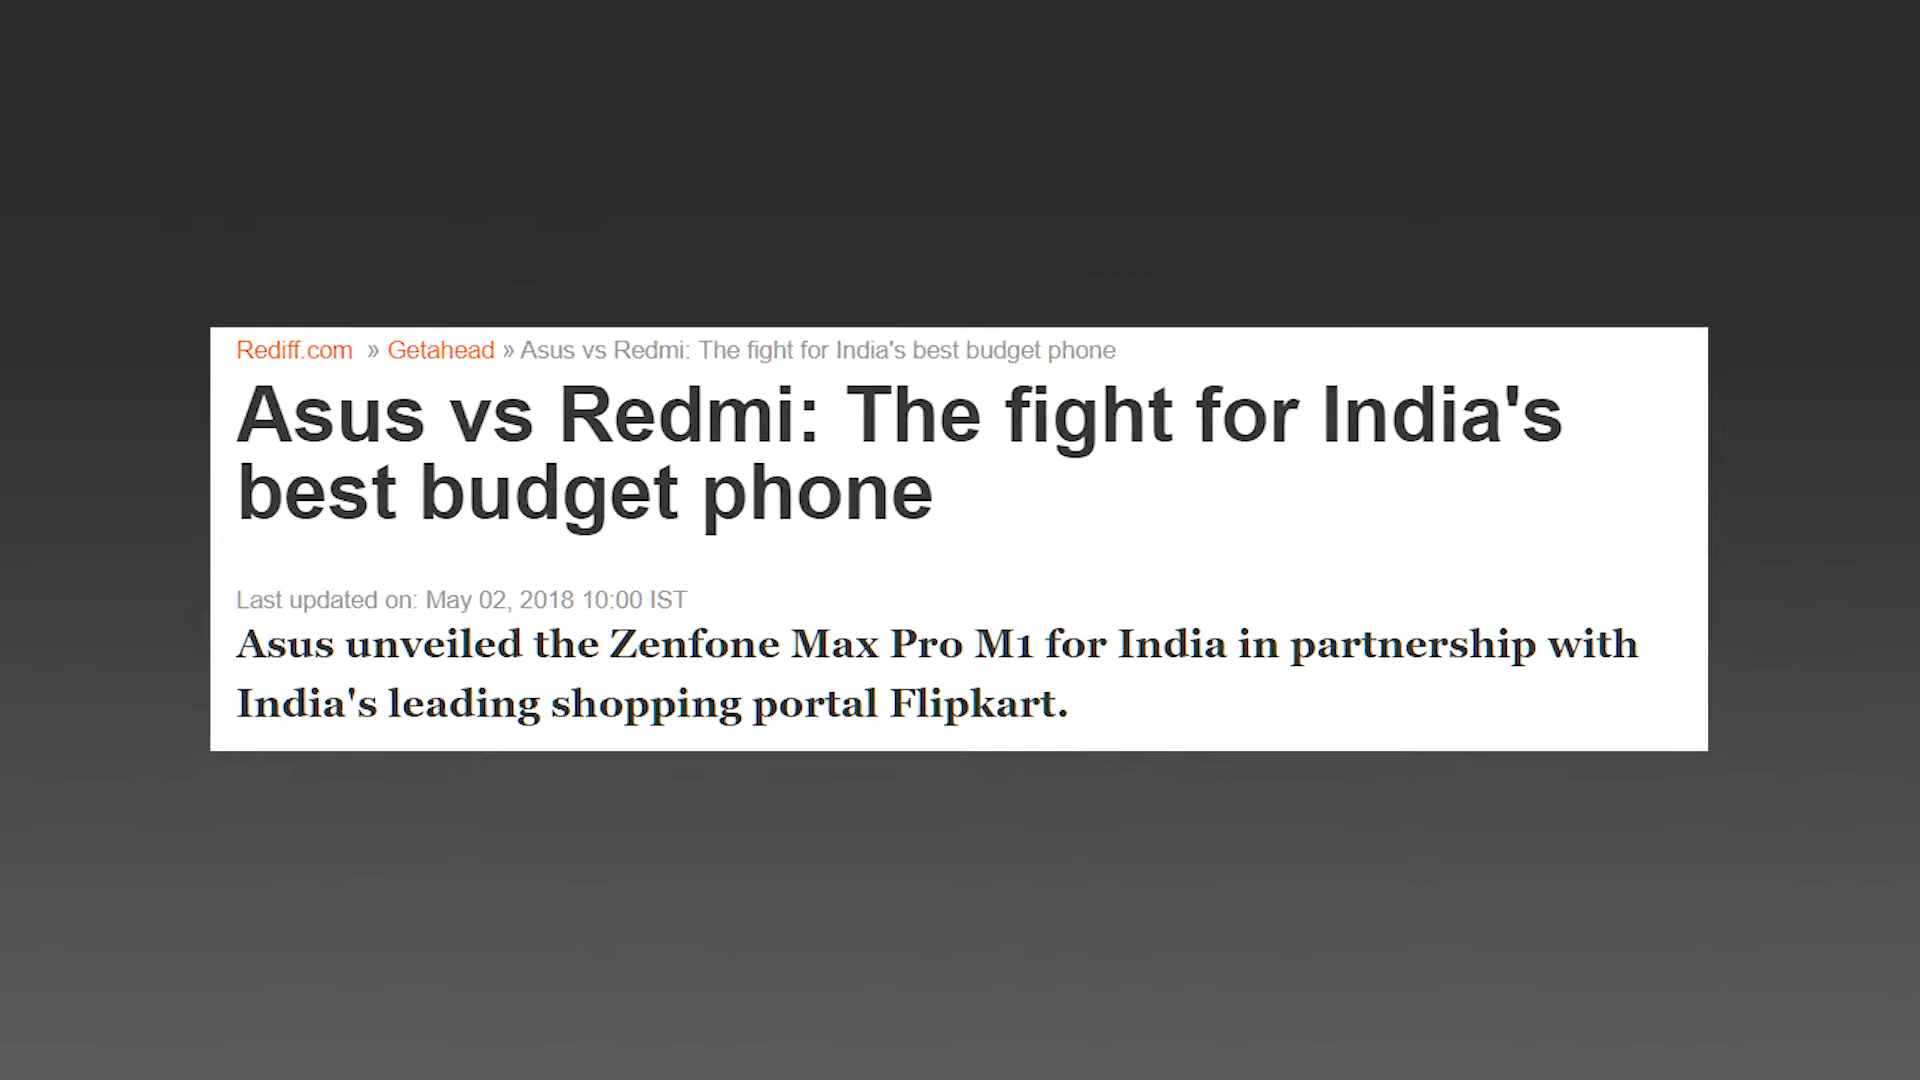 Rediff.com » Getahead » Asus vs Redmi: The fight for India's best budget phone
Asus vs Redmi: The fight for India's
best budget phone
Last updated on: May 02, 2018 10:00 IST
Asus unveiled the Zenfone Max Pro M1 for India in partnership with
India's leading shopping portal Flipkart.